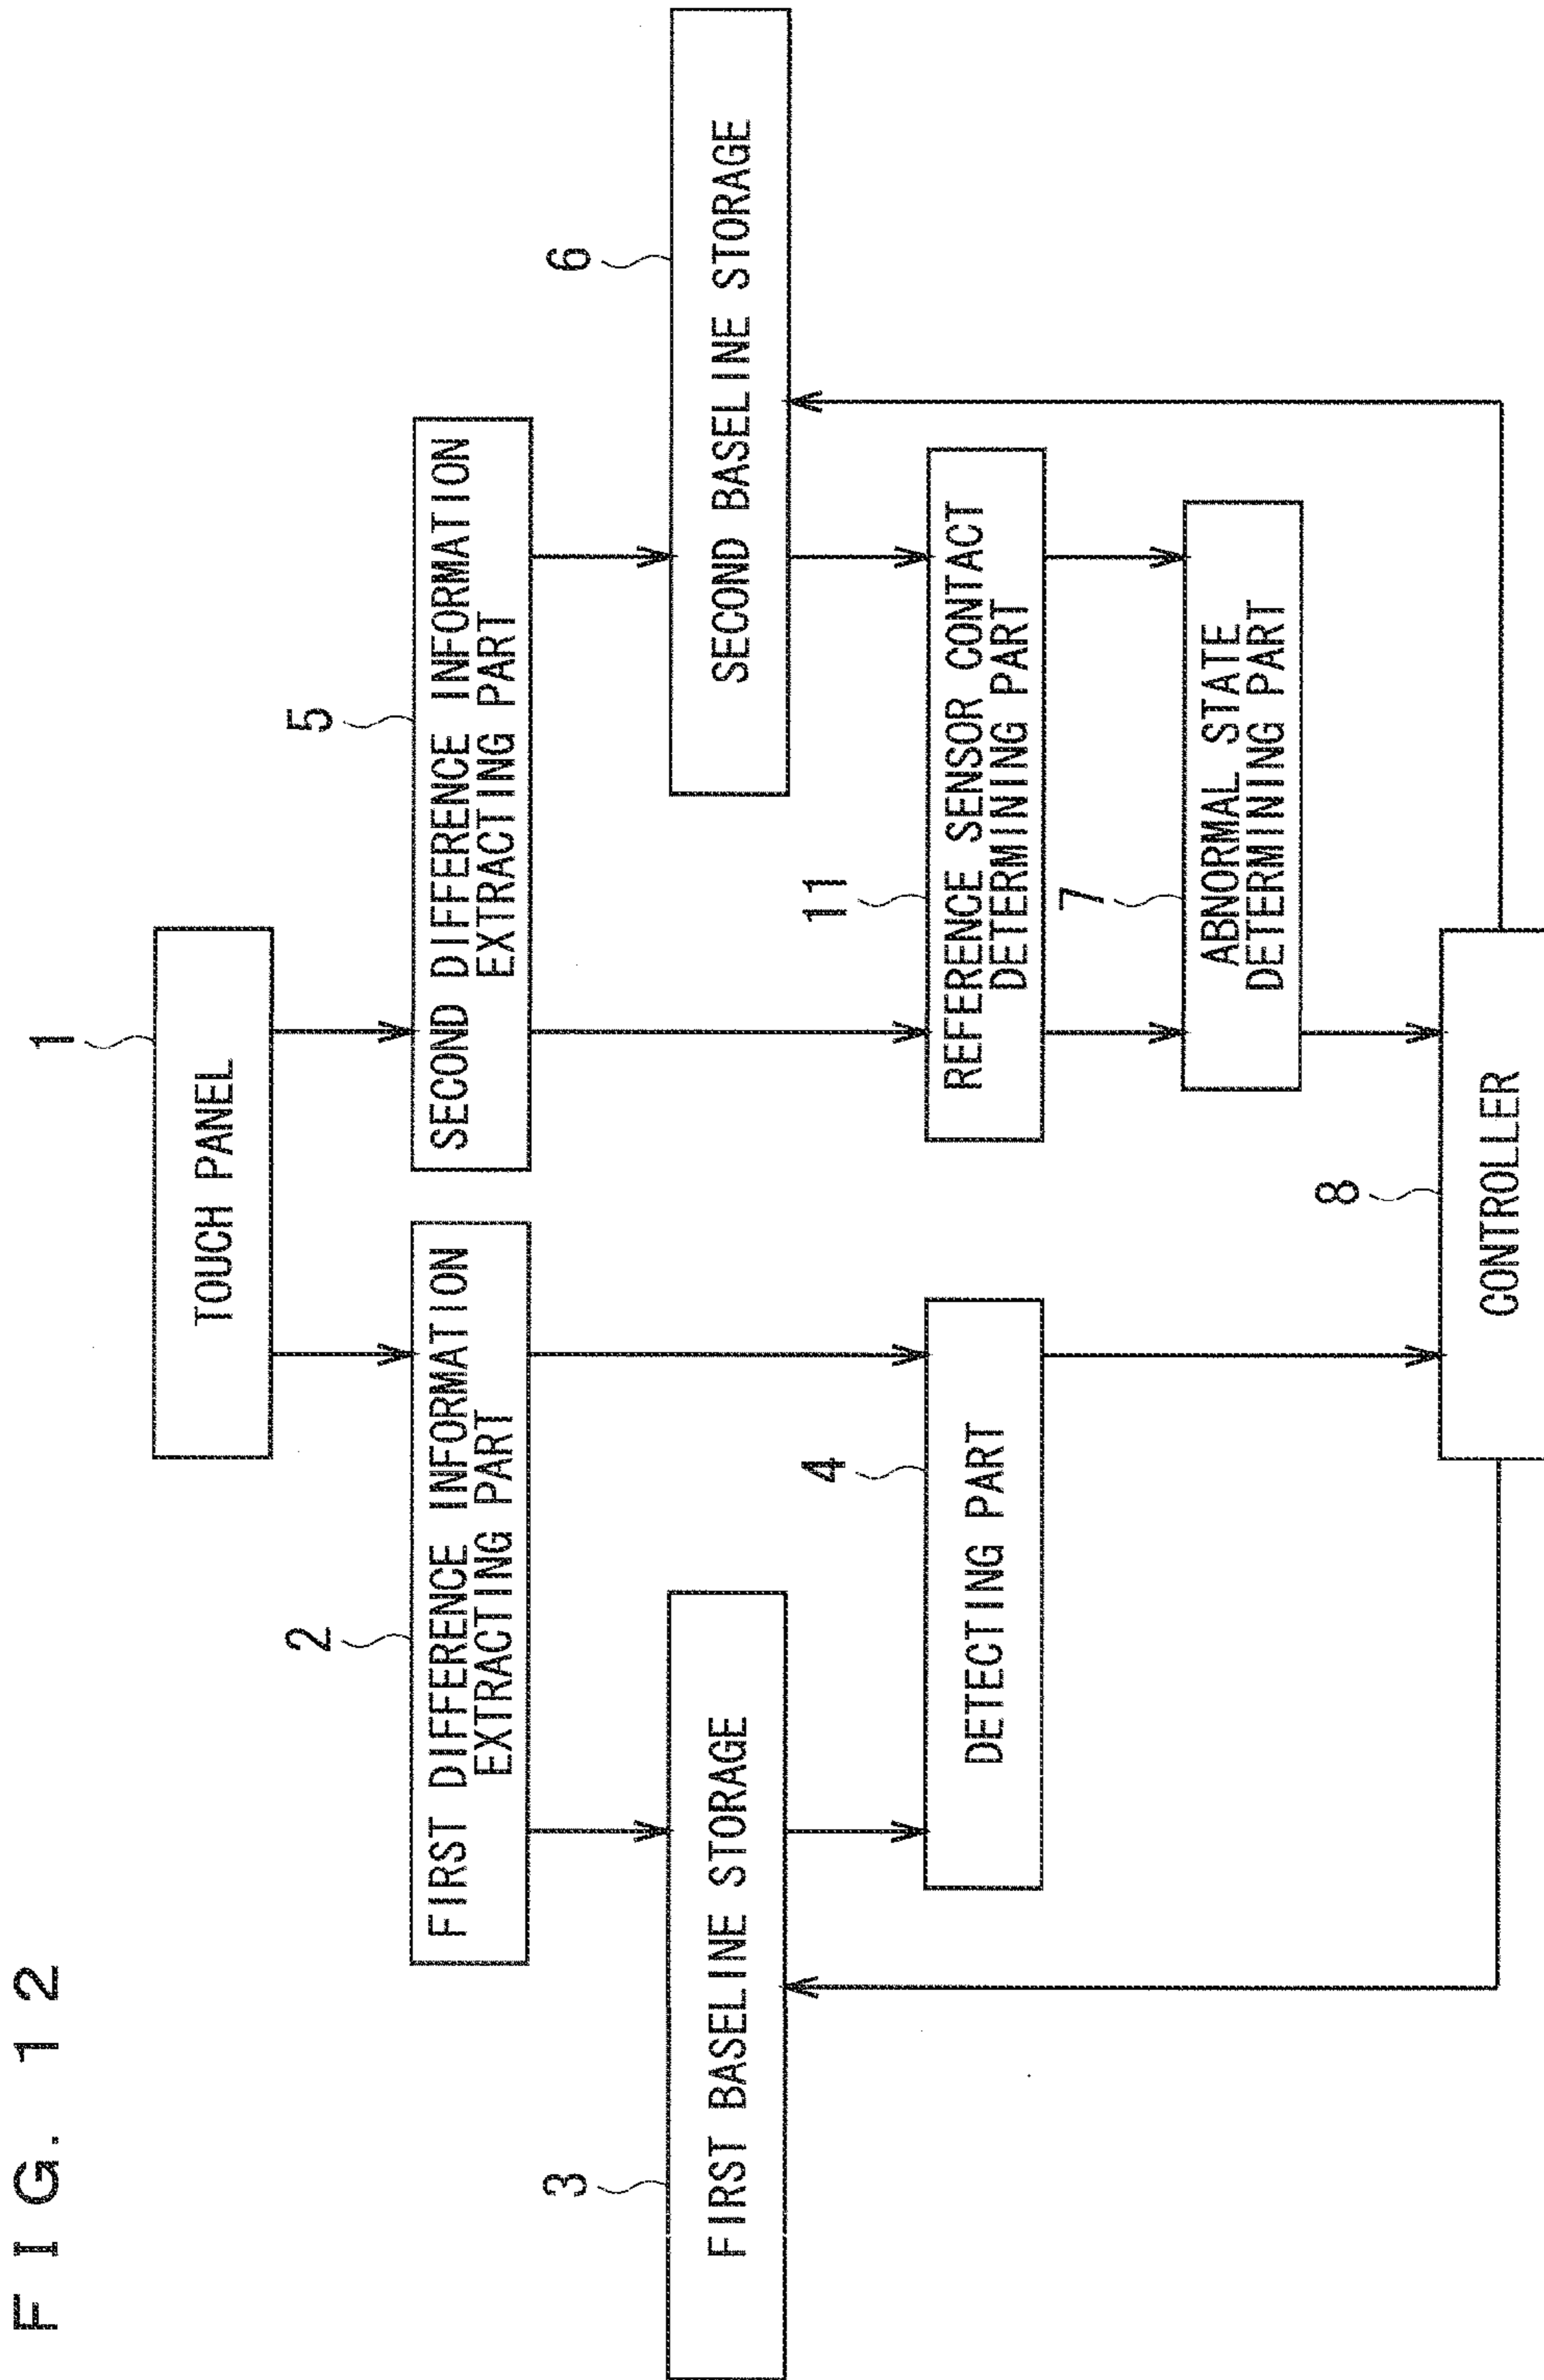 FIG. 12
1
TOUCH PANEL
2
FIRST DIFFERENCE INFORMATION
EXTRACTING PART
5
SECOND DIFFERENCE INFORMATION
EXTRACTING PART
3
FIRST BASELINE STORAGE
6
SECOND BASELINE STORAGE
4
DETECTING PART
11
REFERENCE SENSOR CONTACT
DETERMINING PART
7
ABNORMAL STATE
DETERMINING PART
8
CONTROLLER